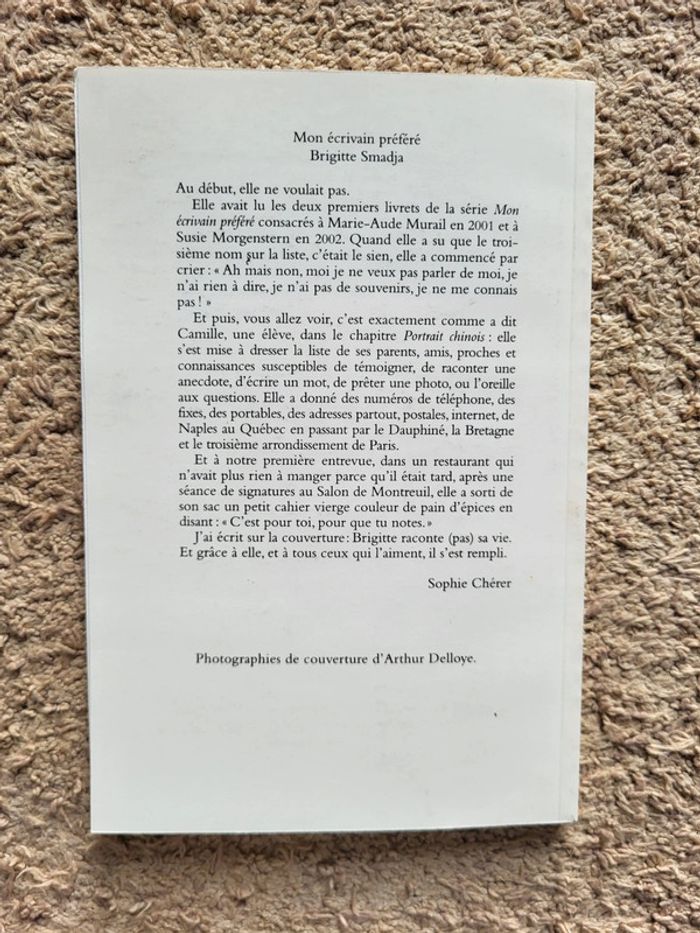 Mon écrivain préféré
Brigitte Smadja
Au début, elle ne voulait pas.
Elle avait lu les deux premiers livrets de la série Mon
écrivain préféré consacrés à Marie-Aude Murail en 2001 et à
Susie Morgenstern en 2002. Quand elle a su que le troi-
sième nom sur la liste, c'était le sien, elle a commencé par
crier : « Ah mais non, moi je ne veux pas parler de moi, je
n'ai rien à dire, je n'ai pas de souvenirs, je ne me connais
pas ! »
Et puis, vous allez voir, c'est exactement comme a dit
Camille, une élève, dans le chapitre Portrait chinois : elle
s'est mise à dresser la liste de ses parents, amis, proches et
connaissances susceptibles de témoigner, de raconter une
anecdote, d'écrire un mot, de prêter une photo, ou l'oreille
aux questions. Elle a donné des numéros de téléphone, des
fixes, des portables, des adresses partout, postales, internet, de
Naples au Québec en passant par le Dauphiné, la Bretagne
et le troisième arrondissement de Paris.
Et à notre première entrevue, dans un restaurant qui
n'avait plus rien à manger parce qu'il était tard, après une
séance de signatures au Salon de Montreuil, elle a sorti de
son sac un petit cahier vierge couleur de pain d'épices en
disant : « C'est pour toi, pour que tu notes. »
J'ai écrit sur la couverture : Brigitte raconte (pas) sa vie.
Et grâce à elle, et à tous ceux qui l'aiment, il s'est rempli.
Sophie Chérer
Photographies de couverture d'Arthur Delloye.